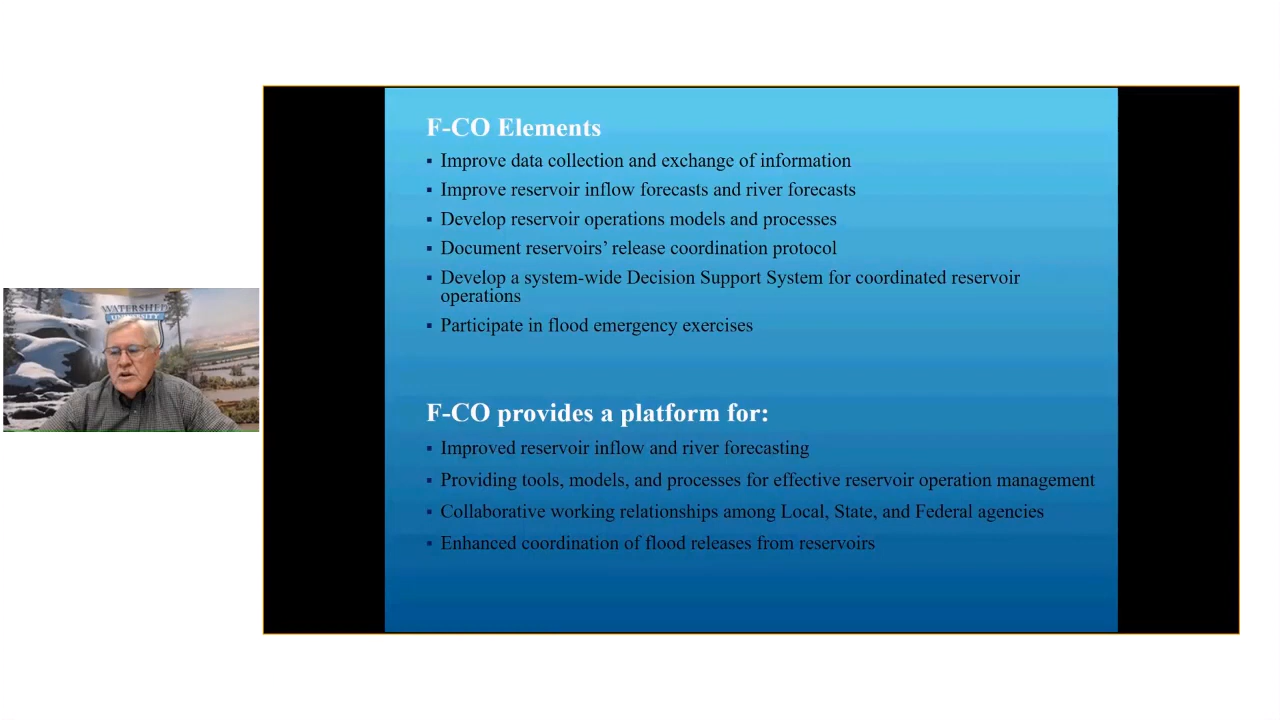 F-CO Elements
▪ Improve data collection and exchange of information
▪ Improve reservoir inflow forecasts and river forecasts
▪ Develop reservoir operations models and processes
▪ Document reservoirs’ release coordination protocol
▪ Develop a system-wide Decision Support System for coordinated reservoir
operations
▪ Participate in flood emergency exercises
WATERSHED
UNIVERSITY
F-CO provides a platform for:
▪ Improved reservoir inflow and river forecasting
▪ Providing tools, models, and processes for effective reservoir operation management
▪ Collaborative working relationships among Local, State, and Federal agencies
▪ Enhanced coordination of flood releases from reservoirs